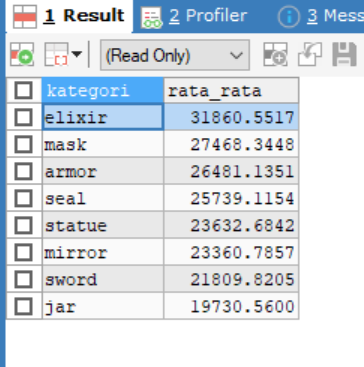 1 Result 2 Profiler 3 Mess
(Read Only)
kategori rata_rata
elixir 31860.5517
mask 27468.3448
armor 26481.1351
seal 25739.1154
statue 23632.6842
mirror 23360.7857
sword 21809.8205
jar 19730.5600